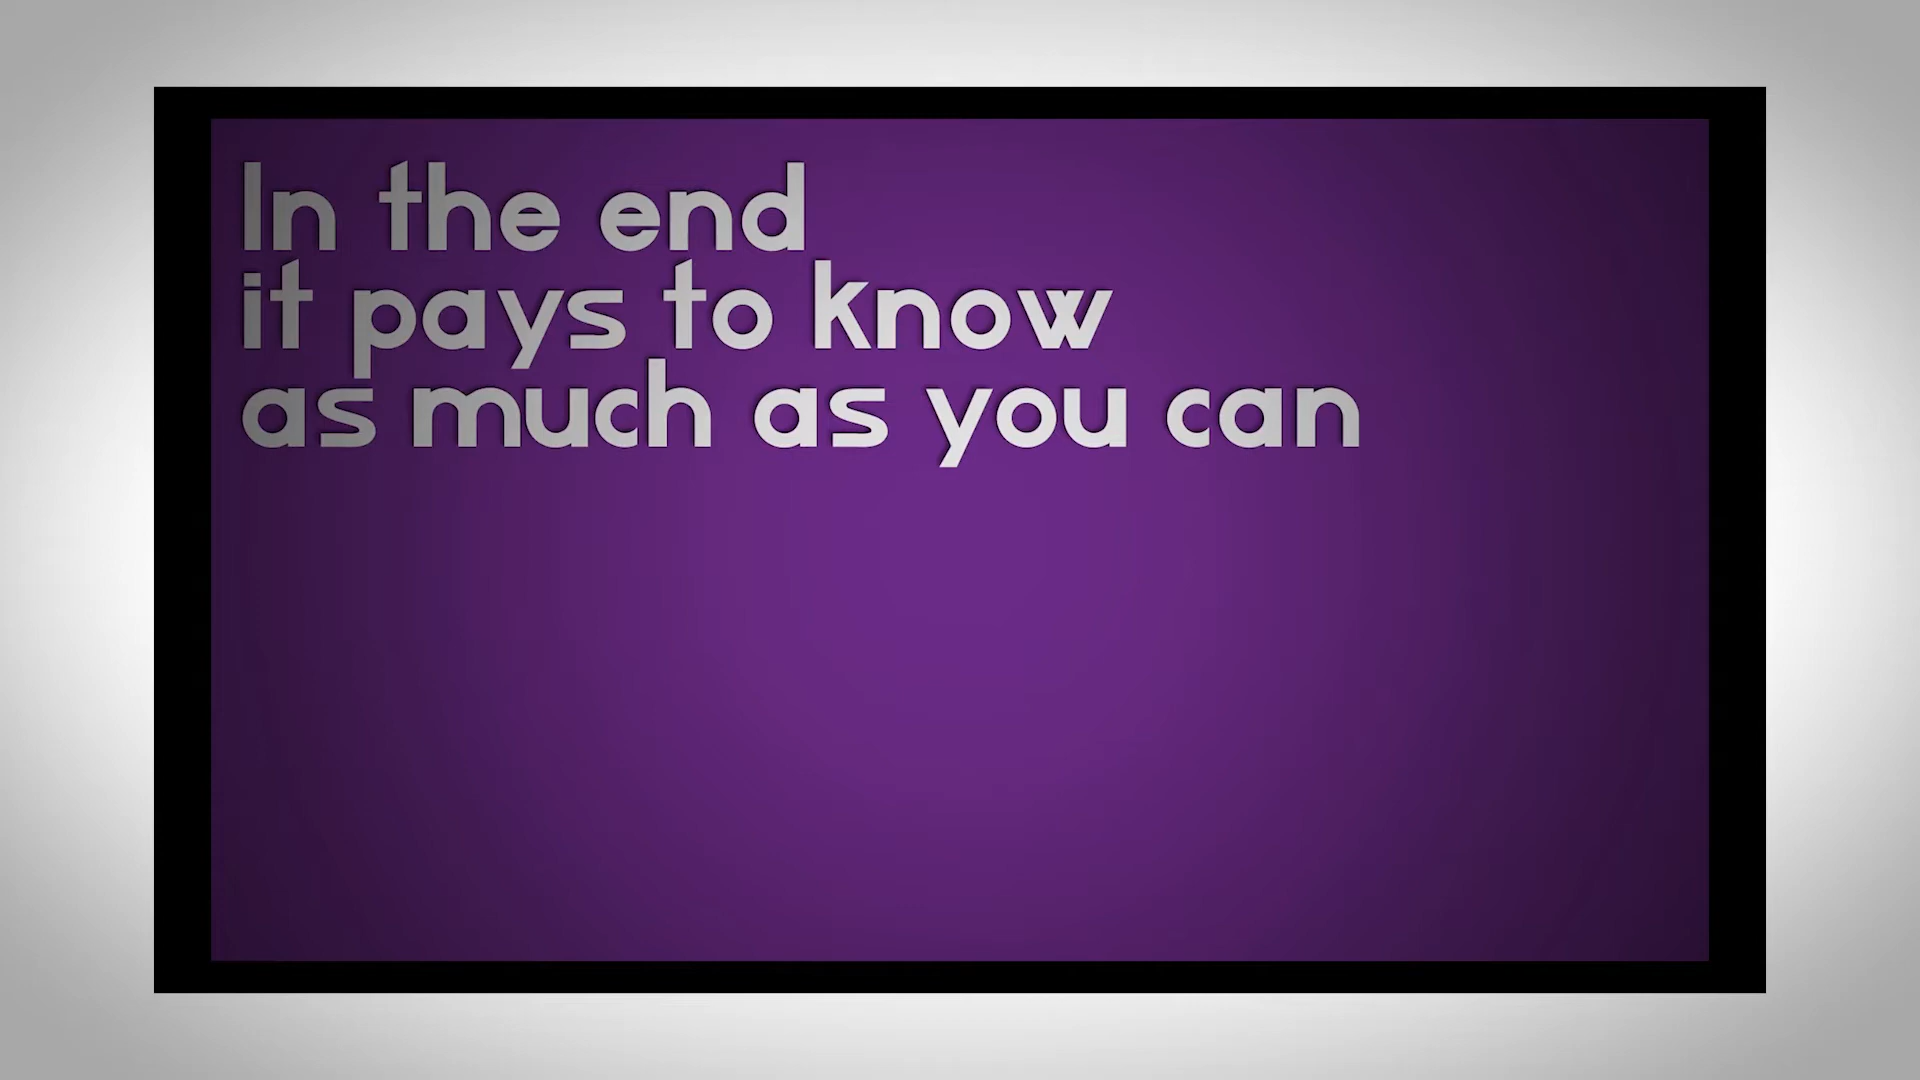 In the end
it pays to know
as much as you can